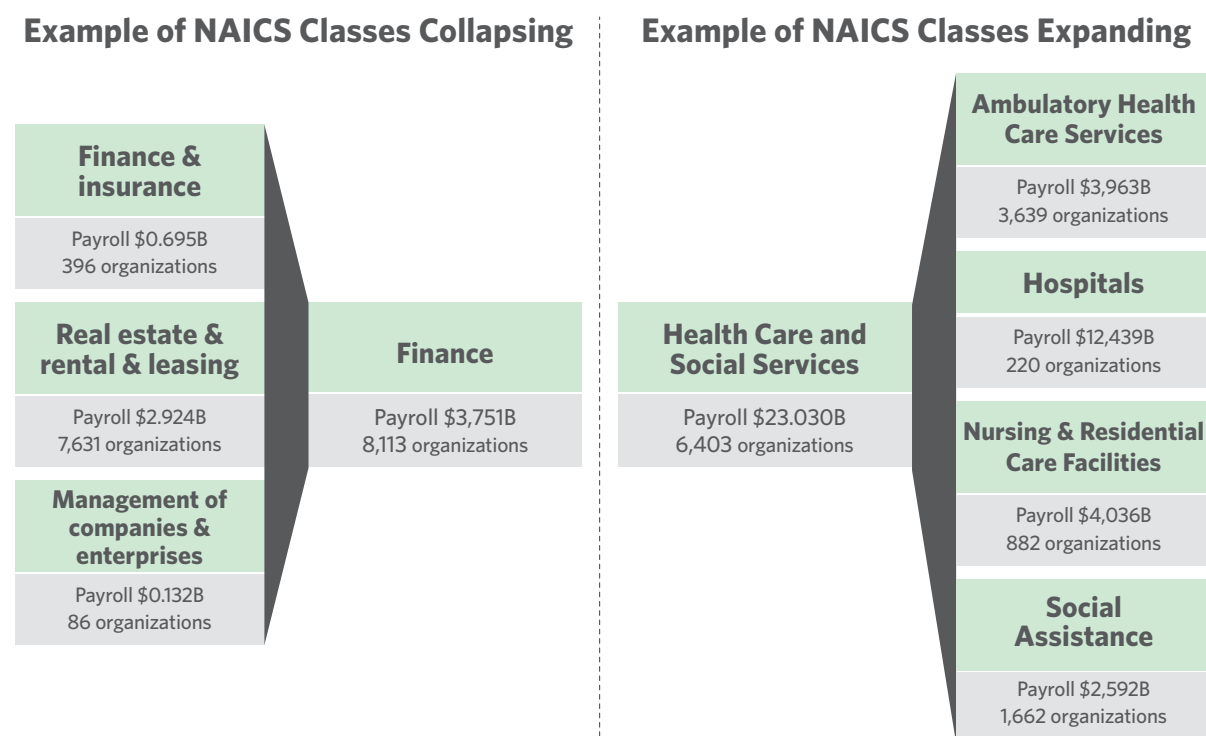 Example of NAICS Classes Collapsing
Finance &
insurance
Payroll $0.695B
396 organizations
Real estate &
rental & leasing
Payroll $2.924B
7,631 organizations
Management of
companies &
enterprises
Payroll $0.132B
86 organizations
Finance
Payroll $3,751B
8,113 organizations
Example of NAICS Classes Expanding
Health Care and
Social Services
Payroll $23.030B
6,403 organizations
Ambulatory Health
Care Services
Payroll $3,963B
3,639 organizations
Hospitals
Payroll $12,439B
220 organizations
Nursing & Residential
Care Facilities
Payroll $4,036B
882 organizations
Social
Assistance
Payroll $2,592B
1,662 organizations